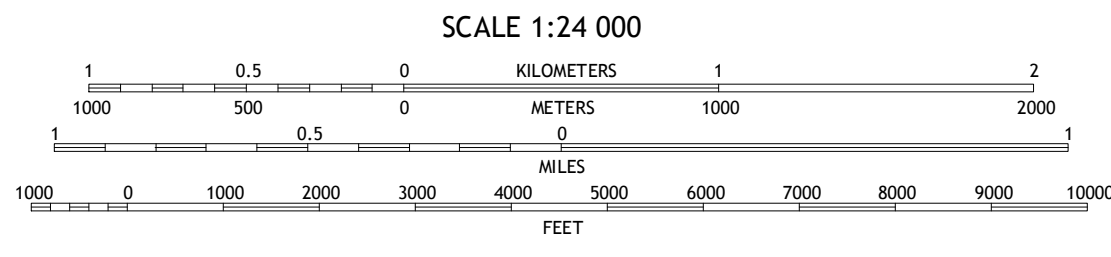 SCALE 1:24 000
1 0.5 0 KILOMETERS 1 2
1000 500 0 METERS 1000 2000
1 0.5 0 1
MILES
1000 0 1000 2000 3000 4000 5000 6000 7000 8000 9000 10000
FEET